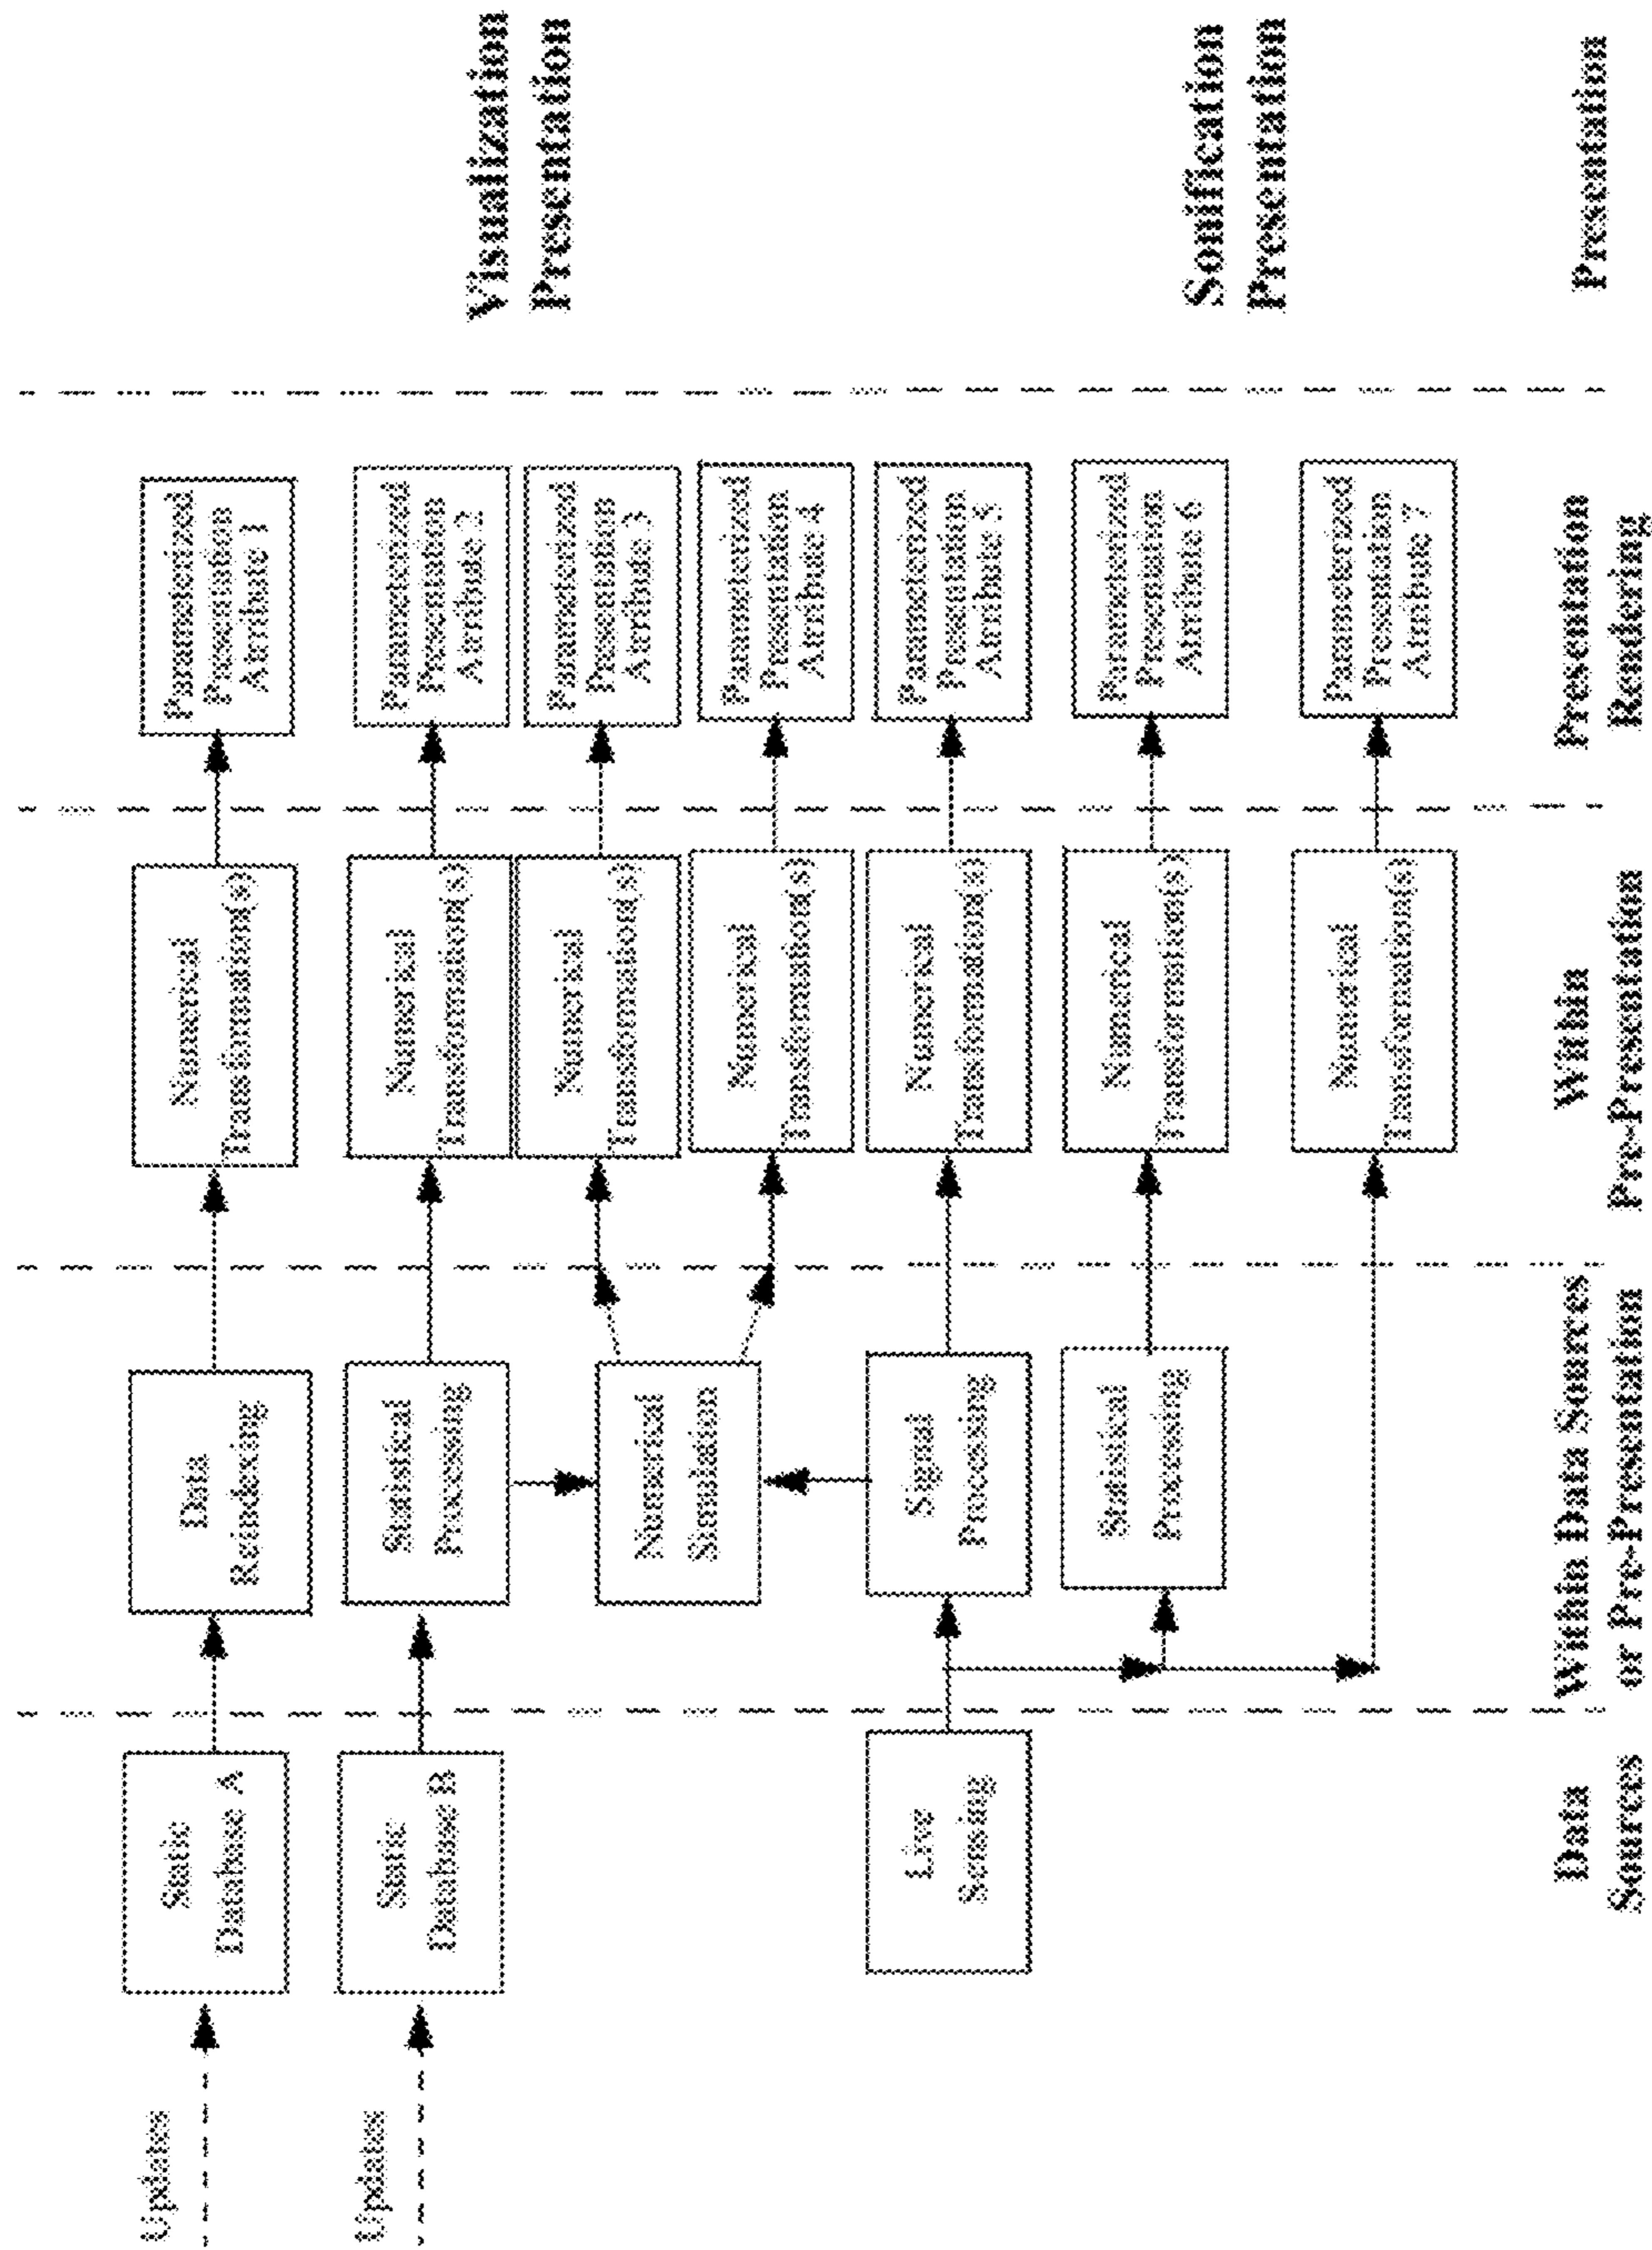 Updates
Static
Database A
Data
Reindexing
Numerical
Transformation(s)
Parameterized
Presentation
Attribute 1
Updates
Static
Database B
Statistical
Processing
Numerical
Transformation(s)
Parameterized
Presentation
Attribute 2
Visualization
Presentation
Numerical
Simulation
Numerical
Transformation(s)
Parameterized
Presentation
Attribute 3
Numerical
Transformation(s)
Parameterized
Presentation
Attribute 4
Live
Sensing
Signal
Processing
Numerical
Transformation(s)
Parameterized
Presentation
Attribute 5
Statistical
Processing
Numerical
Transformation(s)
Parameterized
Presentation
Attribute 6
Sonification
Presentation
Numerical
Transformation(s)
Parameterized
Presentation
Attribute 7
Data
Sources
Within Data Sources
or Pre-Presentation
Within
Pre-Presentation
Presentation
Rendering
Presentation